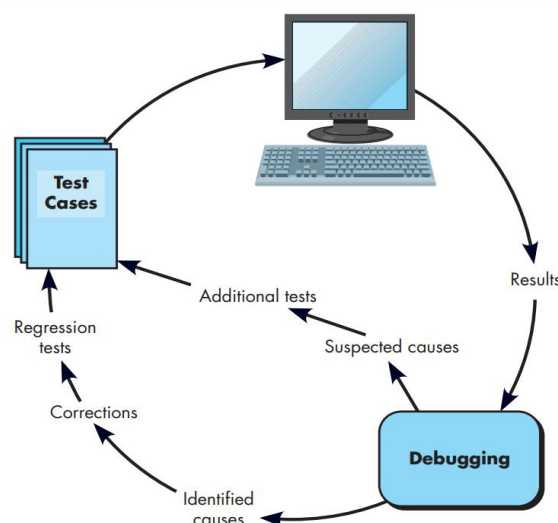 Test
Cases
Results
Additional tests
Suspected causes
Regression
tests
Corrections
Debugging
Identified
causes